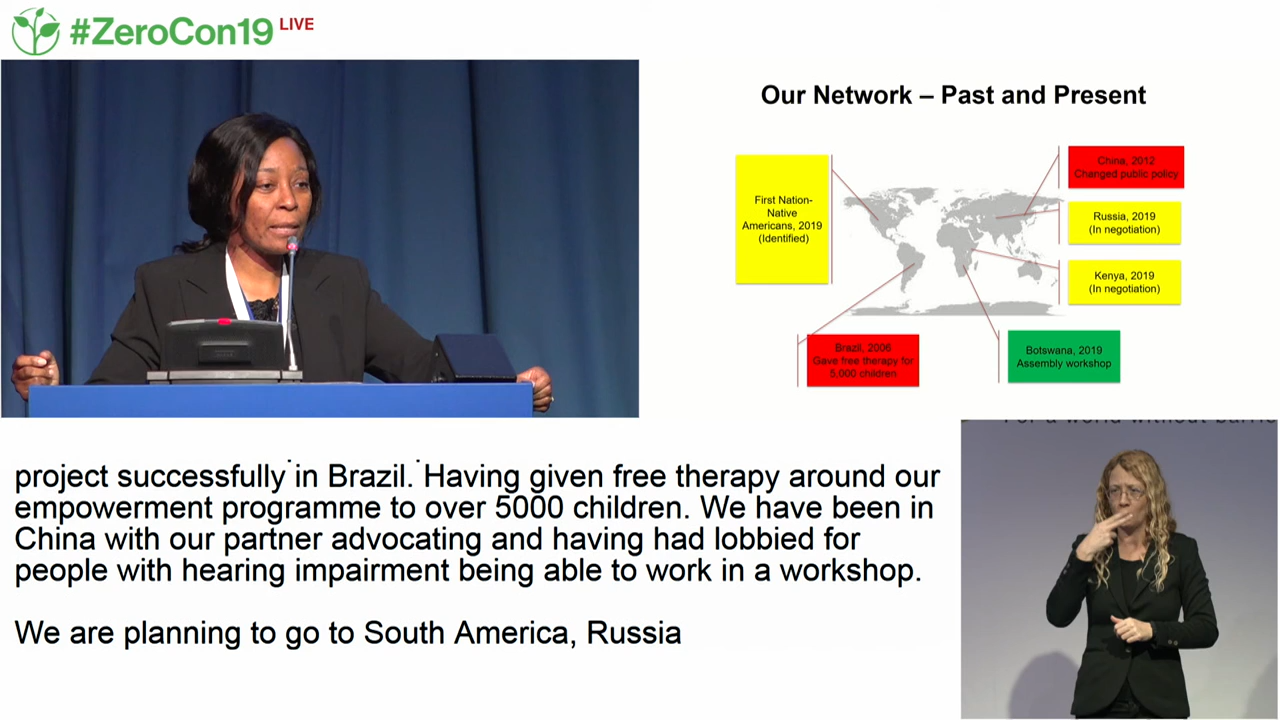 #ZeroCon19 LIVE
Our Network – Past and Present
First Nation-
Native
Americans, 2019
(Identified)
China, 2012
Changed public policy
Russia, 2019
(In negotiation)
Kenya, 2019
(In negotiation)
Brazil, 2006
Gave free therapy for
5,000 children
Botswana, 2019
Assembly workshop
project successfully in Brazil. Having given free therapy around our
empowerment programme to over 5000 children. We have been in
China with our partner advocating and having had lobbied for
people with hearing impairment being able to work in a workshop.
We are planning to go to South America, Russia
For a world without